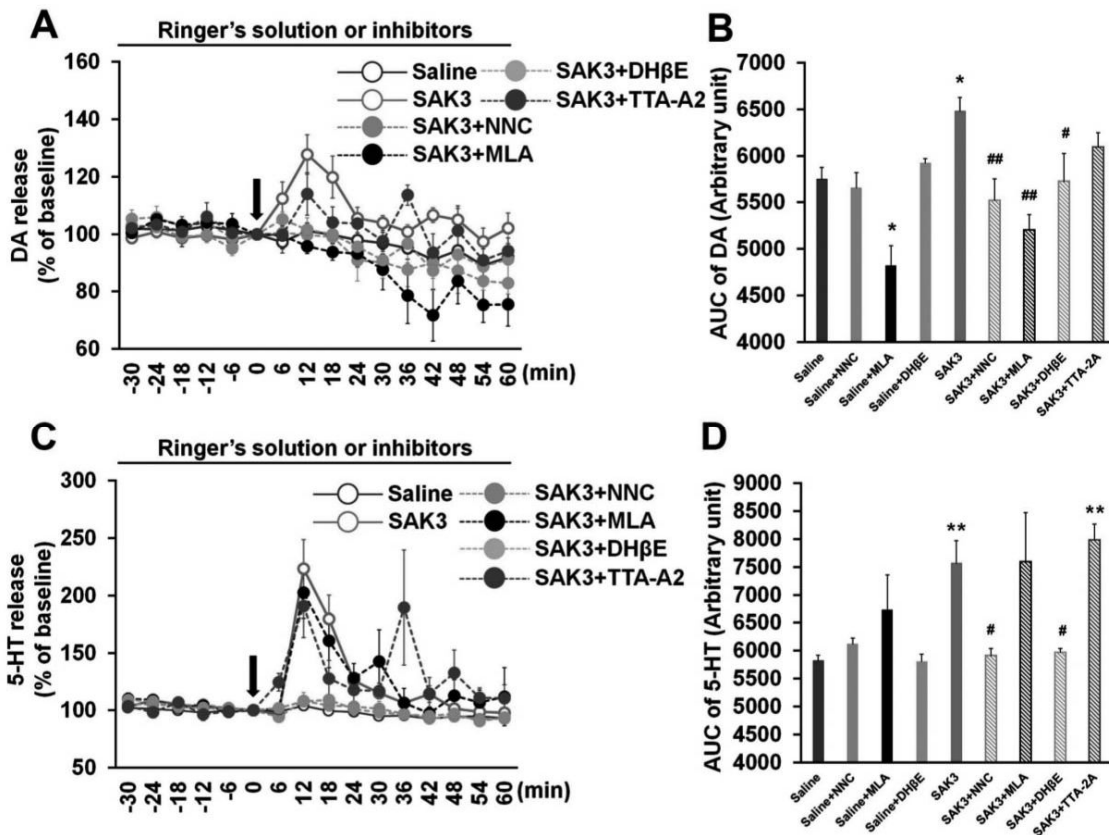 A
Ringer's solution or inhibitors
160
140
120
100
80
60
DA release
(% of baseline)
Saline
SAK3
SAK3+NNC
SAK3+MLA
SAK3+DHβE
SAK3+TTA-A2
-30 -24 -18 -12 -6 0 6 12 18 24 30 36 42 48 54 60 (min)
B
AUC of DA (Arbitrary unit)
7000
6500
6000
5500
5000
4500
4000
* * ## ## #
Saline Saline+NNC Saline+MLA Saline+DHβE SAK3 SAK3+NNC SAK3+MLA SAK3+DHβE SAK3+TTA-2A
C
Ringer's solution or inhibitors
300
250
200
150
100
50
5-HT release
(% of baseline)
Saline
SAK3
SAK3+NNC
SAK3+MLA
SAK3+DHβE
SAK3+TTA-A2
-30 -24 -18 -12 -6 0 6 12 18 24 30 36 42 48 54 60 (min)
D
AUC of 5-HT (Arbitrary unit)
9000
8500
8000
7500
7000
6500
6000
5500
5000
4500
4000
** # # **
Saline Saline+NNC Saline+MLA Saline+DHβE SAK3 SAK3+NNC SAK3+MLA SAK3+DHβE SAK3+TTA-2A